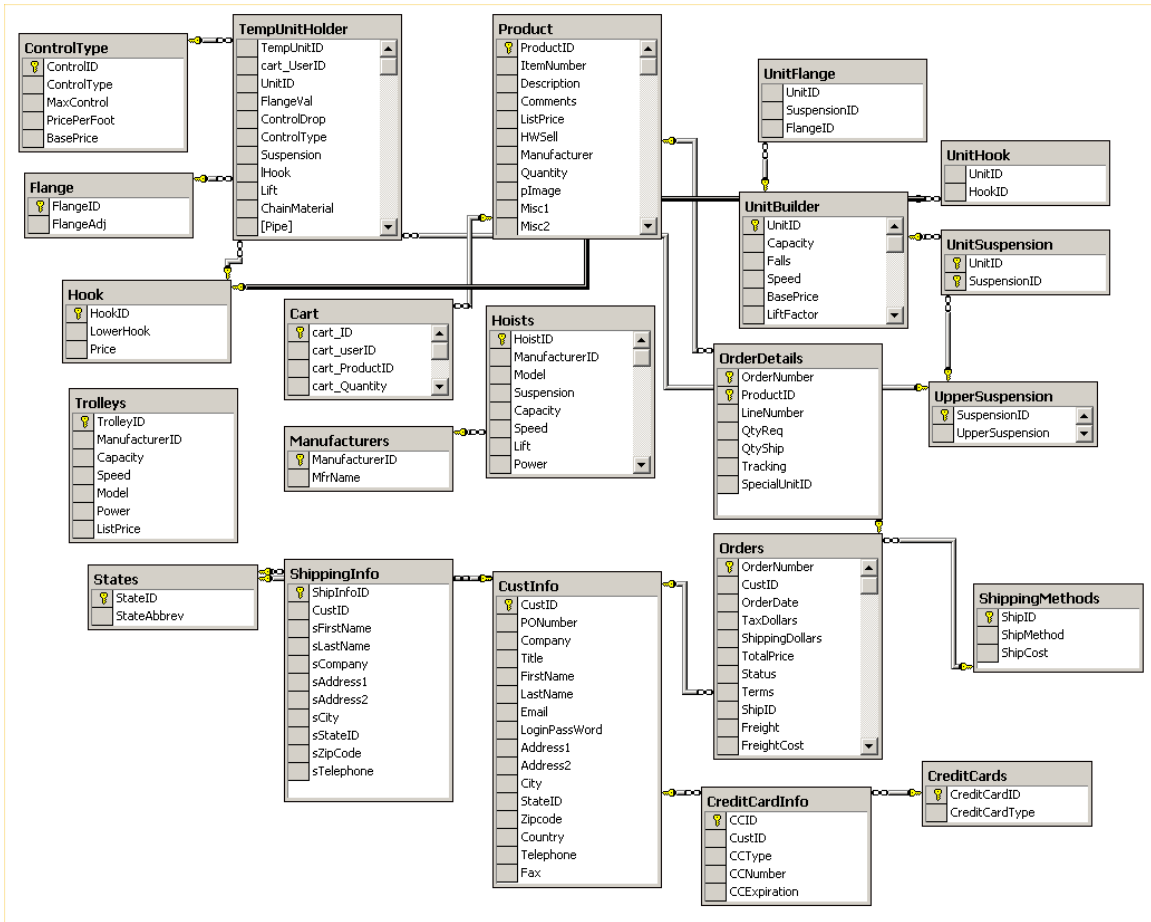 ControlType
ControlID
ControlType
MaxControl
PricePerFoot
BasePrice
TempUnitHolder
TempUnitID
cart_UserID
UnitID
FlangeVal
ControlDrop
ControlType
Suspension
lHook
Lift
ChainMaterial
[Pipe]
Product
ProductID
ItemNumber
Description
Comments
ListPrice
HWSell
Manufacturer
Quantity
pImage
Misc1
Misc2
UnitFlange
UnitID
SuspensionID
FlangeID
UnitHook
UnitID
HookID
Flange
FlangeID
FlangeAdj
UnitBuilder
UnitID
Capacity
Falls
Speed
BasePrice
LiftFactor
UnitSuspension
UnitID
SuspensionID
Hook
HookID
LowerHook
Price
Cart
cart_ID
cart_userID
cart_ProductID
cart_Quantity
Hoists
HoistID
ManufacturerID
Model
Suspension
Capacity
Speed
Lift
Power
OrderDetails
OrderNumber
ProductID
LineNumber
QtyReq
QtyShip
Tracking
SpecialUnitID
UpperSuspension
SuspensionID
UpperSuspension
Trolleys
TrolleyID
ManufacturerID
Capacity
Speed
Model
Power
ListPrice
Manufacturers
ManufacturerID
MfrName
States
StateID
StateAbbrev
ShippingInfo
ShipInfoID
CustID
sFirstName
sLastName
sCompany
sAddress1
sAddress2
sCity
sStateID
sZipCode
sTelephone
CustInfo
CustID
PONumber
Company
Title
FirstName
LastName
Email
LoginPassWord
Address1
Address2
City
StateID
Zipcode
Country
Telephone
Fax
Orders
OrderNumber
CustID
OrderDate
TaxDollars
ShippingDollars
TotalPrice
Status
Terms
ShipID
Freight
FreightCost
ShippingMethods
ShipID
ShipMethod
ShipCost
CreditCardInfo
CCID
CustID
CCType
CCNumber
CCExpiration
CreditCards
CreditCardID
CreditCardType